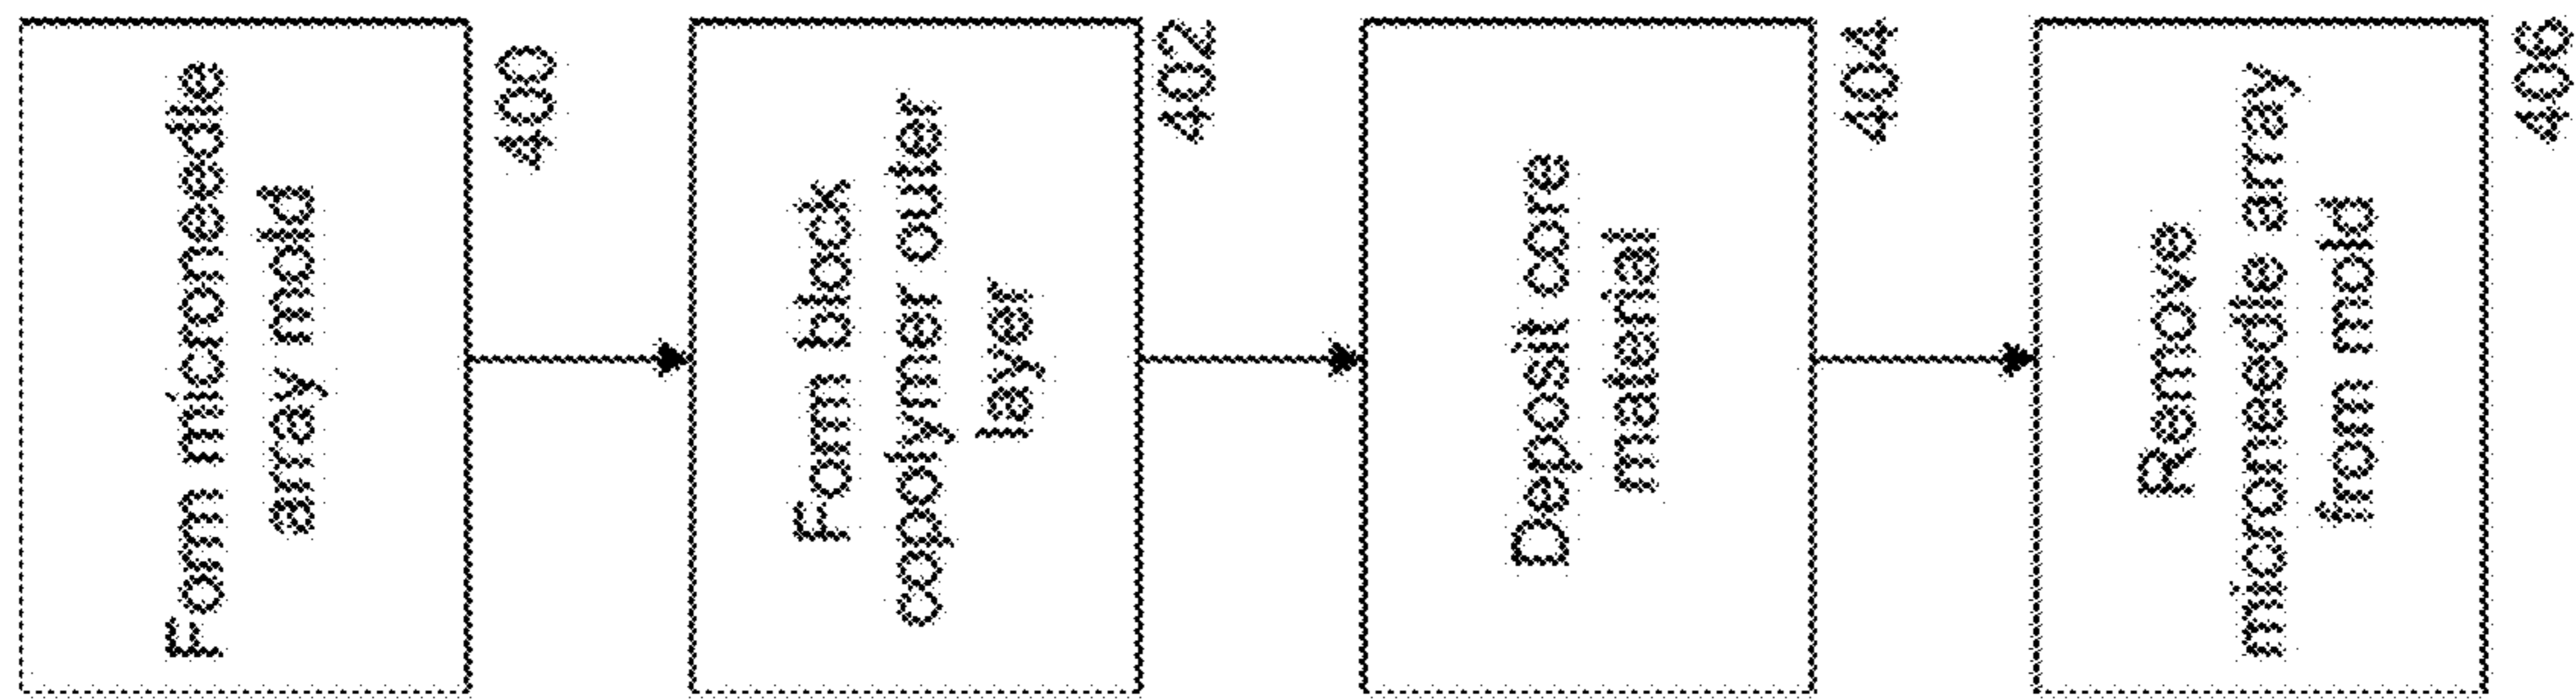 Form microneedle
array mold
400
Form block
copolymer outer
layer
402
Deposit core
material
404
Remove
microneedle array
from mold
406